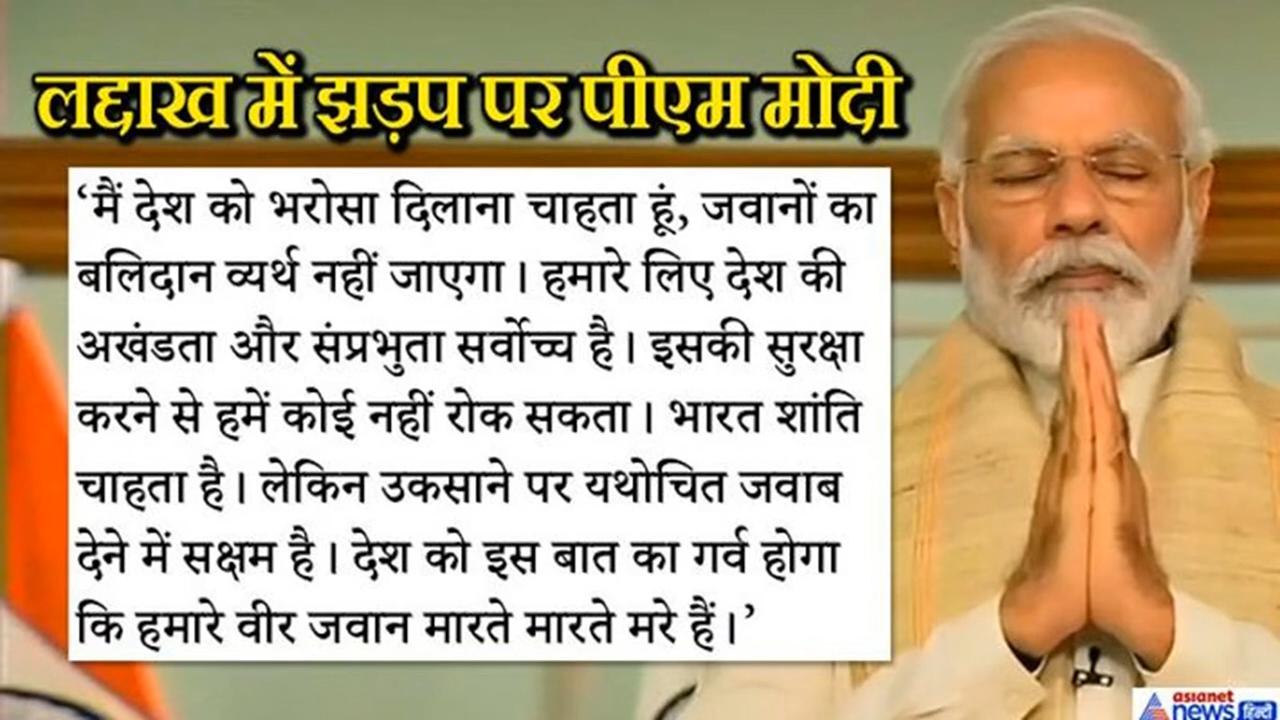 लद्दाख में झड़प पर पीएम मोदी
‘मैं देश को भरोसा दिलाना चाहता हूं, जवानों का
बलिदान व्यर्थ नहीं जाएगा। हमारे लिए देश की
अखंडता और संप्रभुता सर्वोच्च है। इसकी सुरक्षा
करने से हमें कोई नहीं रोक सकता। भारत शांति
चाहता है। लेकिन उकसाने पर यथोचित जवाब
देने में सक्षम है। देश को इस बात का गर्व होगा
कि हमारे वीर जवान मारते मारते मरे हैं।’
asianet
news हिन्दी